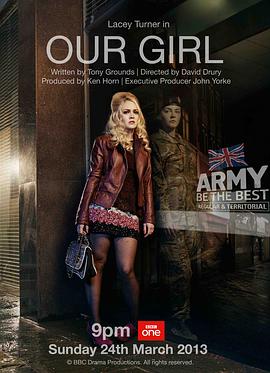 Lacey Turner in
OUR GIRL
Written by Tony Grounds | Directed by David Drury
Produced by Ken Horn | Executive Producer John Yorke
ARMY
BE THE BEST
REGULAR & TERRITORIAL
9pm BBC one
Sunday 24th March 2013
© BBC Drama Productions. All rights reserved.